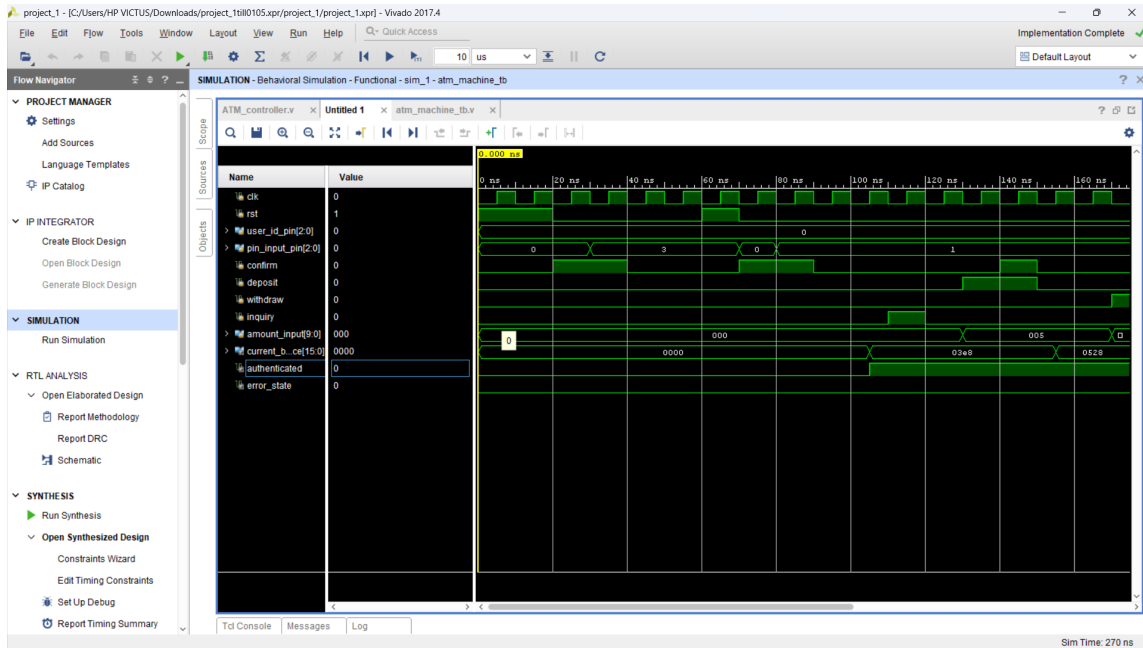 project_1 - [C:/Users/HP VICTUS/Downloads/project_1till0105.xpr/project_1/project_1.xpr] - Vivado 2017.4
File Edit Flow Tools Window Layout View Run Help Q- Quick Access Implementation Complete
10 us Default Layout
Flow Navigator SIMULATION - Behavioral Simulation - Functional - sim_1 - atm_machine_tb
PROJECT MANAGER
Settings
Add Sources
Language Templates
IP Catalog
IP INTEGRATOR
Create Block Design
Open Block Design
Generate Block Design
SIMULATION
Run Simulation
RTL ANALYSIS
Open Elaborated Design
Report Methodology
Report DRC
Schematic
SYNTHESIS
Run Synthesis
Open Synthesized Design
Constraints Wizard
Edit Timing Constraints
Set Up Debug
Report Timing Summary
Scope
Sources
Objects
ATM_controller.v Untitled 1 atm_machine_tb.v
0.000 ns
Name Value 0 ns 20 ns 40 ns 60 ns 80 ns 100 ns 120 ns 140 ns 160 ns
clk 0
rst 1
user_id_pin[2:0] 0 0
pin_input_pin[2:0] 0 0 3 0 1
confirm 0
deposit 0
withdraw 0
inquiry 0
amount_input[9:0] 000 000 005
0
current_b...ce[15:0] 0000 0000 03e8 0528
authenticated 0
error_state 0
Tcl Console Messages Log
Sim Time: 270 ns